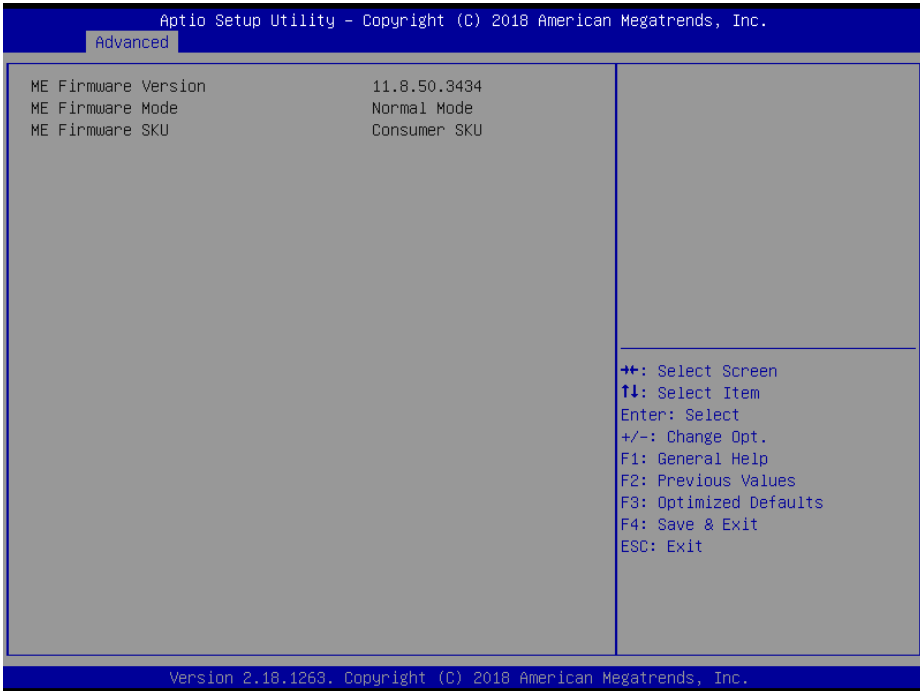 Aptio Setup Utility – Copyright (C) 2018 American Megatrends, Inc.
Advanced
ME Firmware Version 11.8.50.3434
ME Firmware Mode Normal Mode
ME Firmware SKU Consumer SKU
→←: Select Screen
↑↓: Select Item
Enter: Select
+/-: Change Opt.
F1: General Help
F2: Previous Values
F3: Optimized Defaults
F4: Save & Exit
ESC: Exit
Version 2.18.1263. Copyright (C) 2018 American Megatrends, Inc.